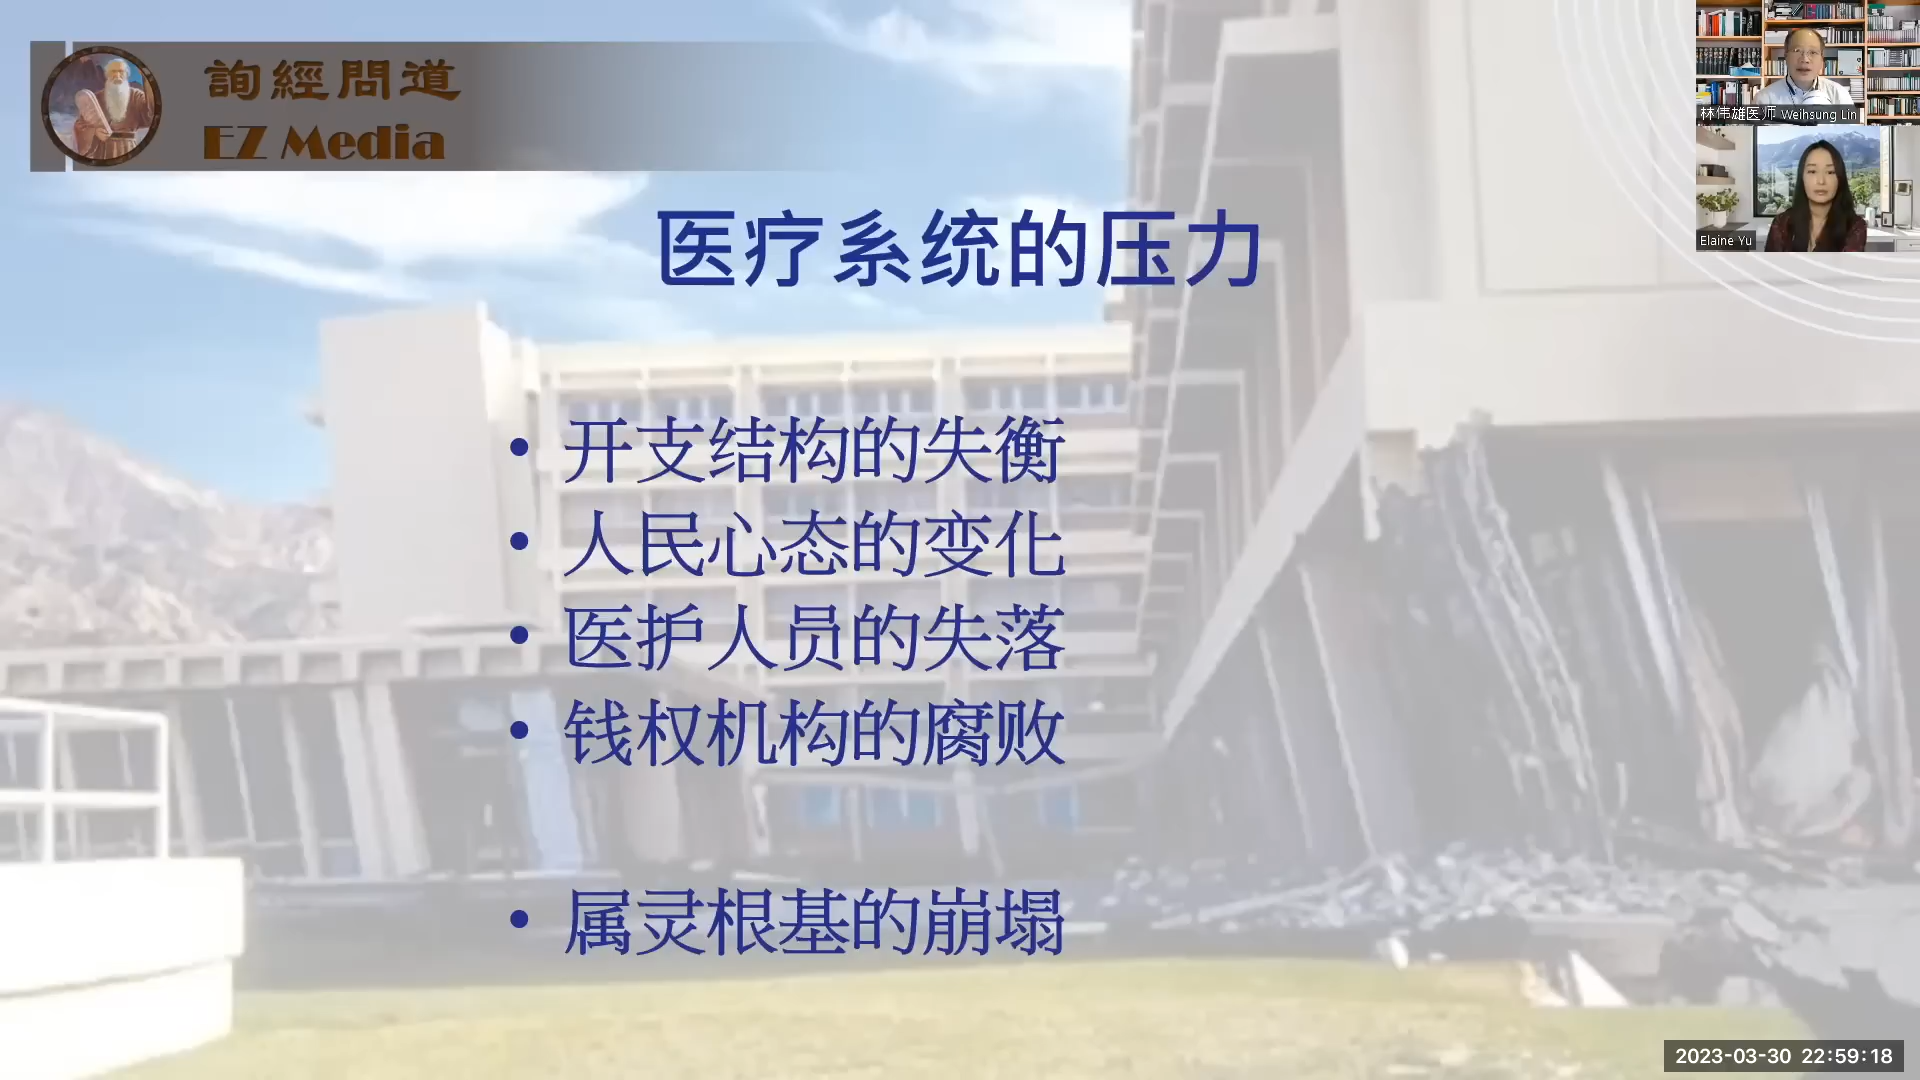 詢經問道
EZ Media
林伟雄医师 Weihsung Lin
Elaine Yu
医疗系统的压力
• 开支结构的失衡
• 人民心态的变化
• 医护人员的失落
• 钱权机构的腐败
• 属灵根基的崩塌
2023-03-30 22:59:18